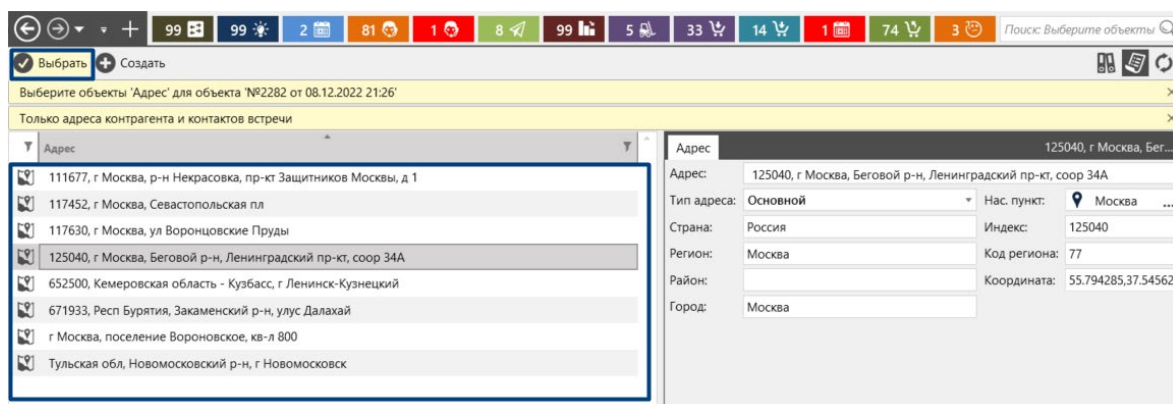 99 99 2 81 1 8 99 5 33 14 1 74 3 Поиск: Выберите объекты
Выбрать Создать
Выберите объекты 'Адрес' для объекта '№2282 от 08.12.2022 21:26'
Только адреса контрагента и контактов встречи
Адрес
111677, г Москва, р-н Некрасовка, пр-кт Защитников Москвы, д 1
117452, г Москва, Севастопольская пл
117630, г Москва, ул Воронцовские Пруды
125040, г Москва, Беговой р-н, Ленинградский пр-кт, соор 34А
652500, Кемеровская область - Кузбасс, г Ленинск-Кузнецкий
671933, Респ Бурятия, Закаменский р-н, улус Далахай
г Москва, поселение Вороновское, кв-л 800
Тульская обл, Новомосковский р-н, г Новомосковск
Адрес 125040, г Москва, Бег...
Адрес: 125040, г Москва, Беговой р-н, Ленинградский пр-кт, соор 34А
Тип адреса: Основной Нас. пункт: Москва ...
Страна: Россия Индекс: 125040
Регион: Москва Код региона: 77
Район: Координата: 55.794285,37.54562
Город: Москва